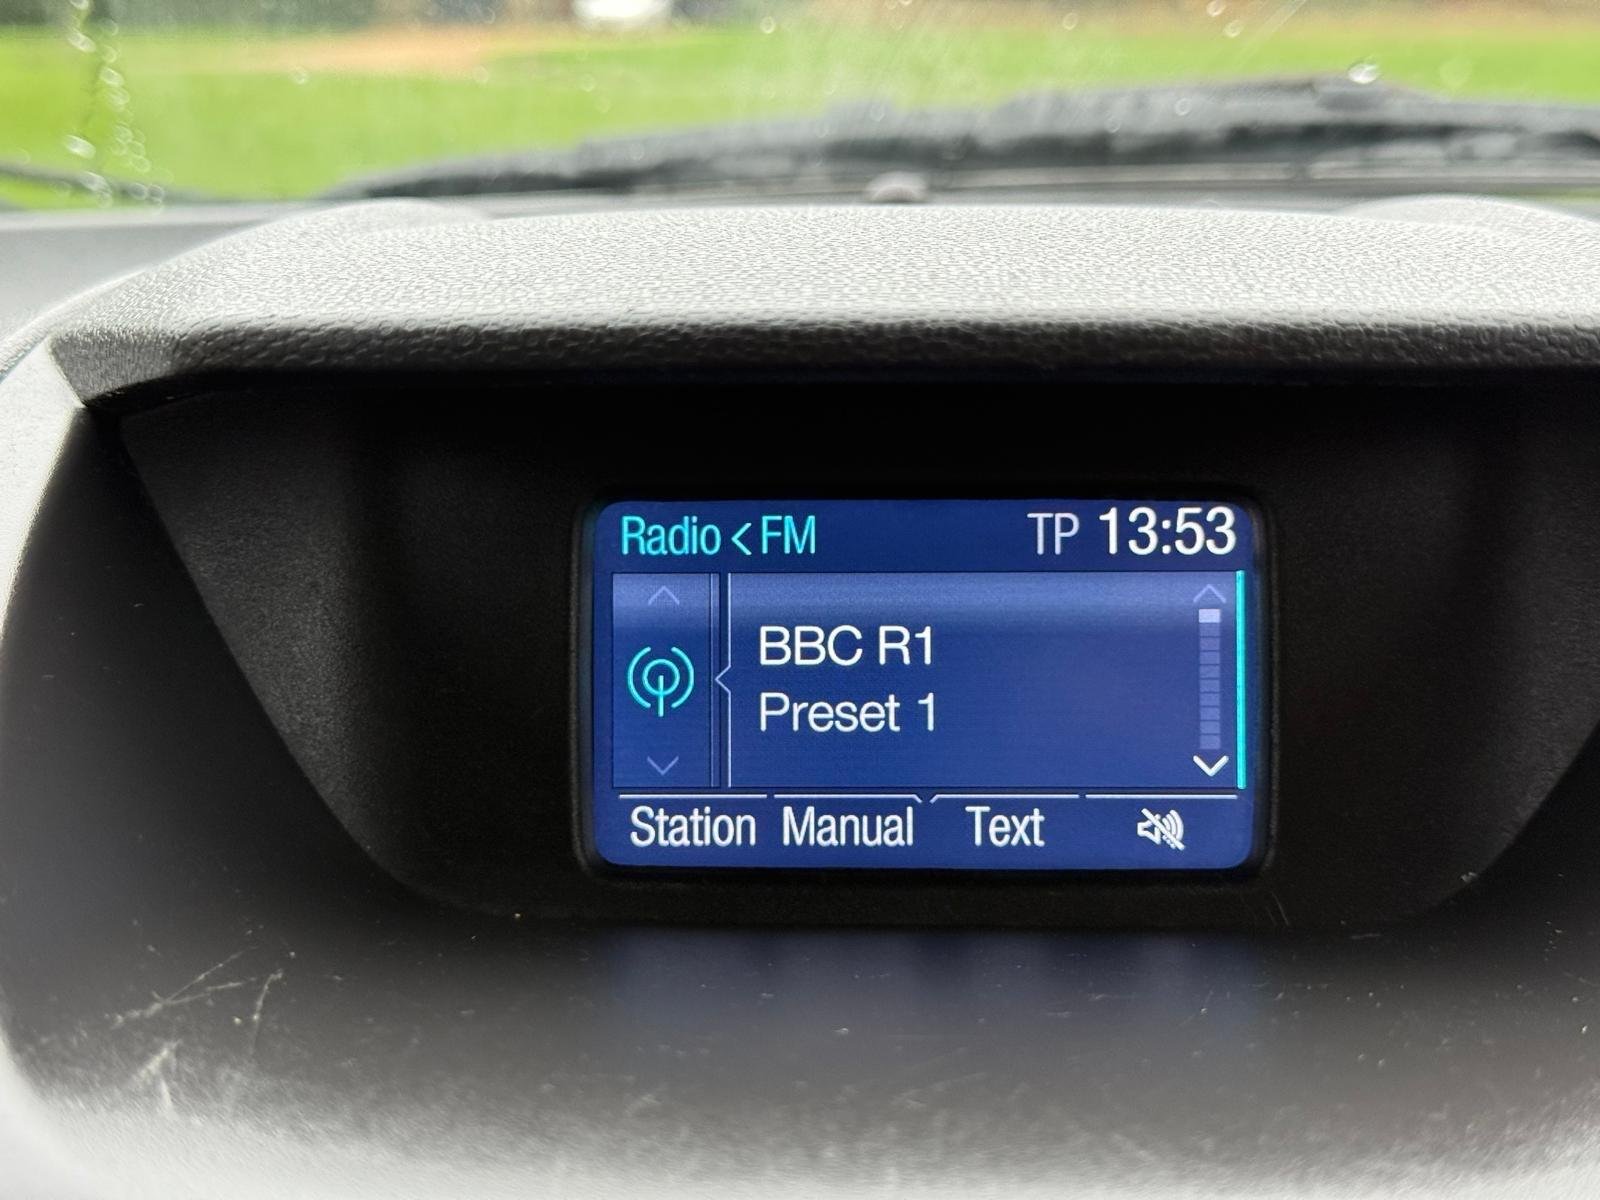 Radio < FM TP 13:53
BBC R1
Preset 1
Station Manual Text